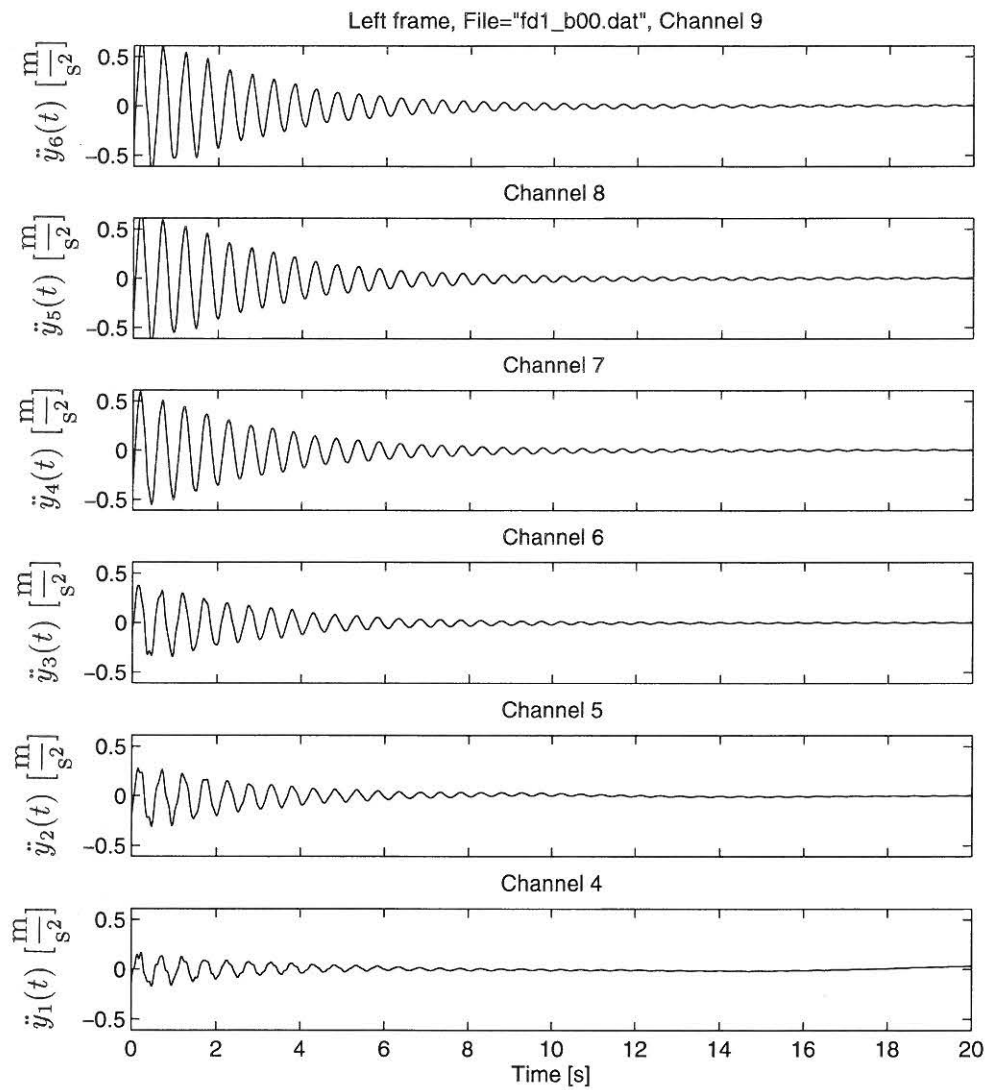 Left frame, File="fd1_b00.dat", Channel 9
ÿ6(t) [m/s2]
0.5
0
−0.5
Channel 8
ÿ5(t) [m/s2]
0.5
0
−0.5
Channel 7
ÿ4(t) [m/s2]
0.5
0
−0.5
Channel 6
ÿ3(t) [m/s2]
0.5
0
−0.5
Channel 5
ÿ2(t) [m/s2]
0.5
0
−0.5
Channel 4
ÿ1(t) [m/s2]
0.5
0
−0.5
0 2 4 6 8 10 12 14 16 18 20
Time [s]